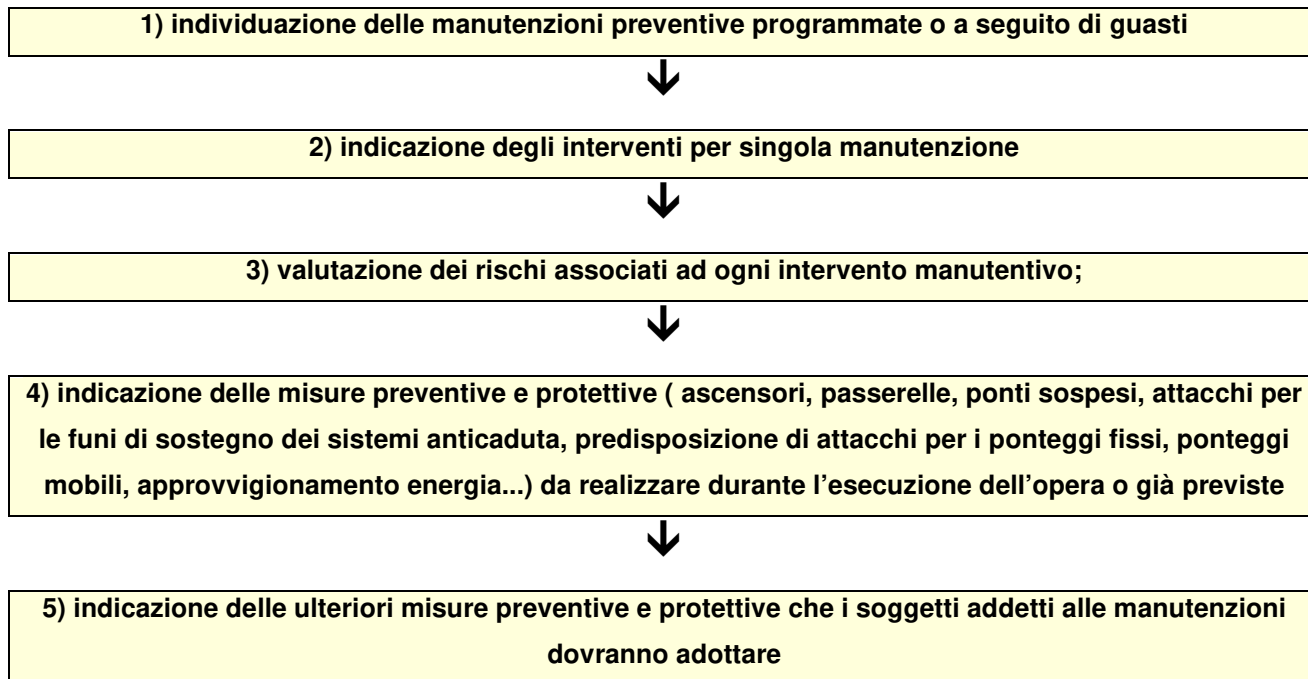 1) individuazione delle manutenzioni preventive programmate o a seguito di guasti
2) indicazione degli interventi per singola manutenzione
3) valutazione dei rischi associati ad ogni intervento manutentivo;
4) indicazione delle misure preventive e protettive ( ascensori, passerelle, ponti sospesi, attacchi per
le funi di sostegno dei sistemi anticaduta, predisposizione di attacchi per i ponteggi fissi, ponteggi
mobili, approvvigionamento energia...) da realizzare durante l'esecuzione dell'opera o già previste
5) indicazione delle ulteriori misure preventive e protettive che i soggetti addetti alle manutenzioni
dovranno adottare